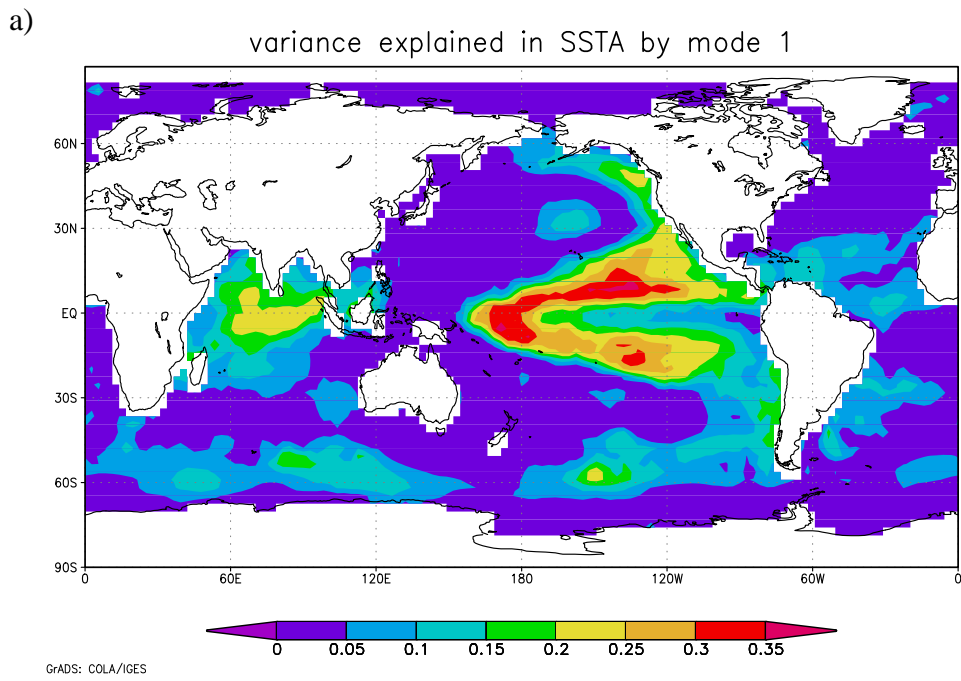 a)
variance explained in SSTA by mode 1
60N
30N
EQ
30S
60S
90S
0 60E 120E 180 120W 60W 0
0 0.05 0.1 0.15 0.2 0.25 0.3 0.35
GrADS: COLA/IGES